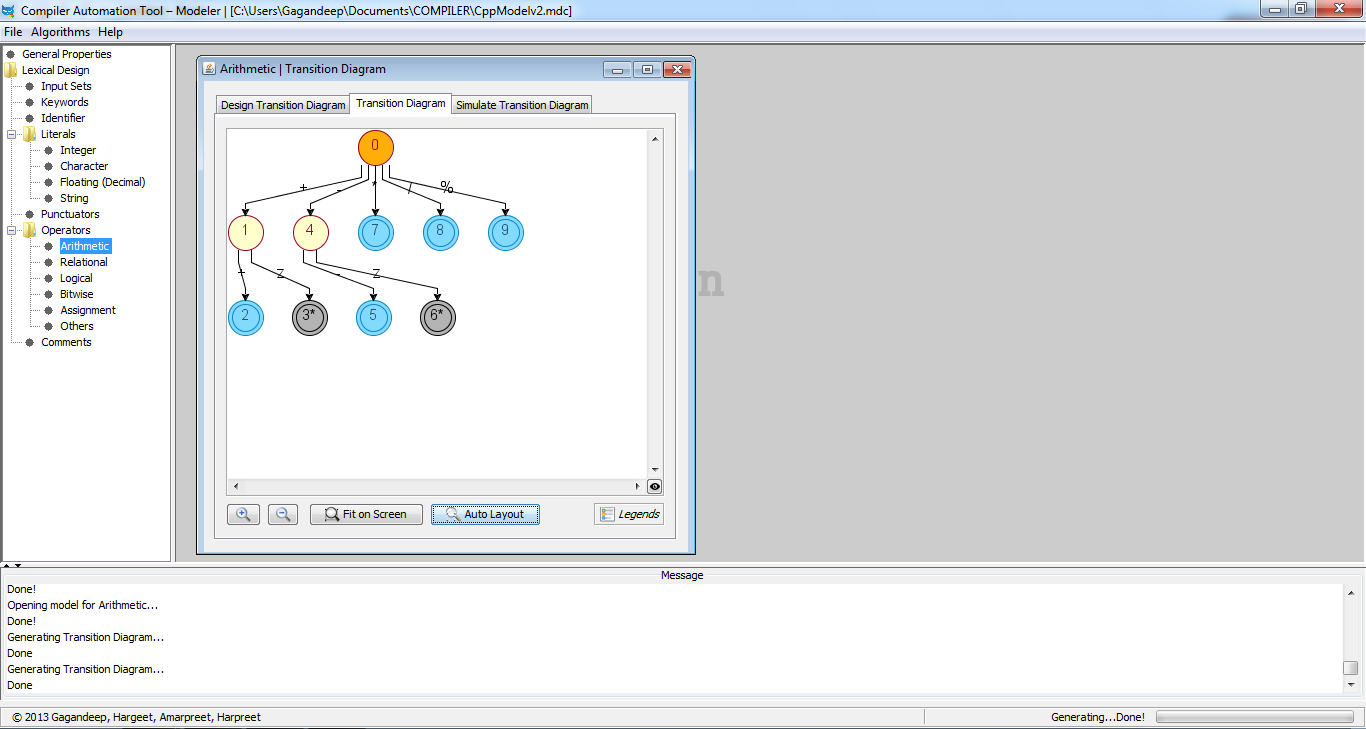 Compiler Automation Tool – Modeler | [C:\Users\Gagandeep\Documents\COMPILER\CppModelv2.mdc]
File Algorithms Help
General Properties
Lexical Design
Input Sets
Keywords
Identifier
Literals
Integer
Character
Floating (Decimal)
String
Punctuators
Operators
Arithmetic
Relational
Logical
Bitwise
Assignment
Others
Comments
Arithmetic | Transition Diagram
Design Transition Diagram Transition Diagram Simulate Transition Diagram
0
+ - * / %
1 4 7 8 9
+ Z - Z
2 3* 5 6*
n
Fit on Screen Auto Layout Legends
Message
Done!
Opening model for Arithmetic...
Done!
Generating Transition Diagram...
Done
Generating Transition Diagram...
Done
© 2013 Gagandeep, Hargeet, Amarpreet, Harpreet Generating...Done!